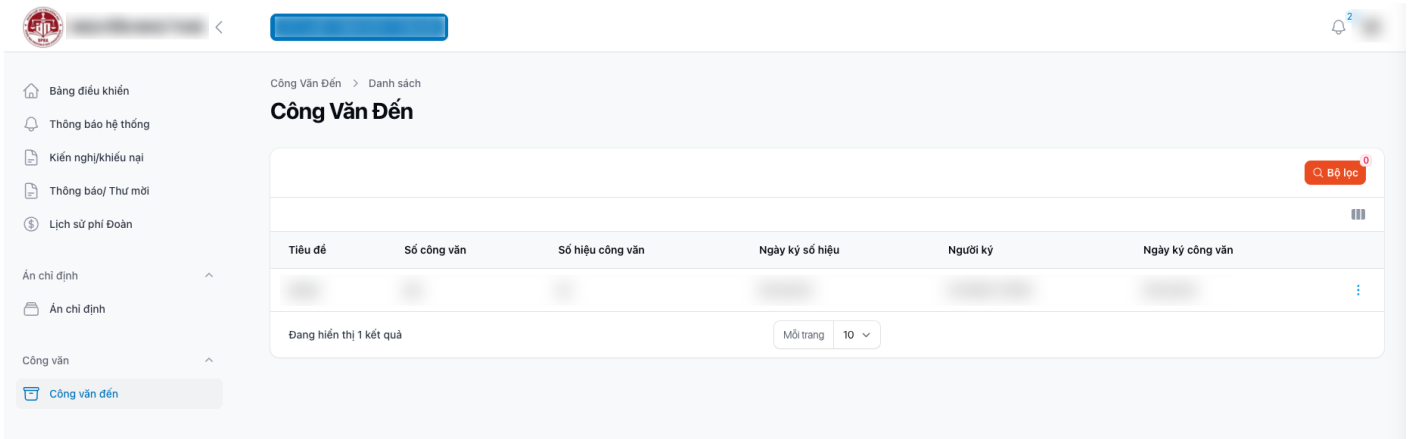 2
Bảng điều khiển
Thông báo hệ thống
Kiến nghị/khiếu nại
Thông báo/ Thư mời
Lịch sử phí Đoàn
Án chỉ định
Án chỉ định
Công văn
Công văn đến
Công Văn Đến > Danh sách
Công Văn Đến
0
Bộ lọc
Tiêu đề Số công văn Số hiệu công văn Ngày ký số hiệu Người ký Ngày ký công văn
Đang hiển thị 1 kết quả Mỗi trang 10